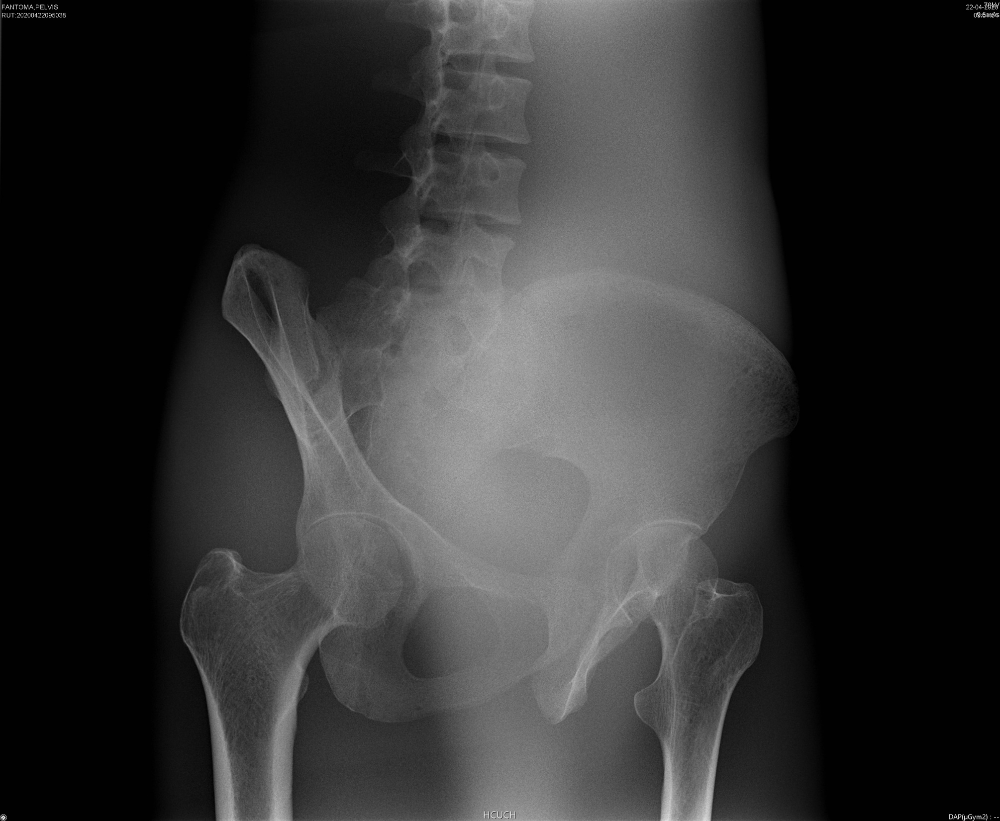 FANTOMA,PELVIS
RUT:20200422095038
22-04-2020
HCUCH
DAP(µGym2) : --